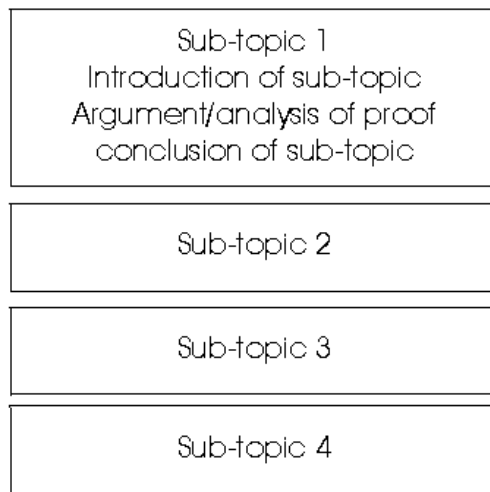 Sub-topic 1
Introduction of sub-topic
Argument/analysis of proof
conclusion of sub-topic
Sub-topic 2
Sub-topic 3
Sub-topic 4